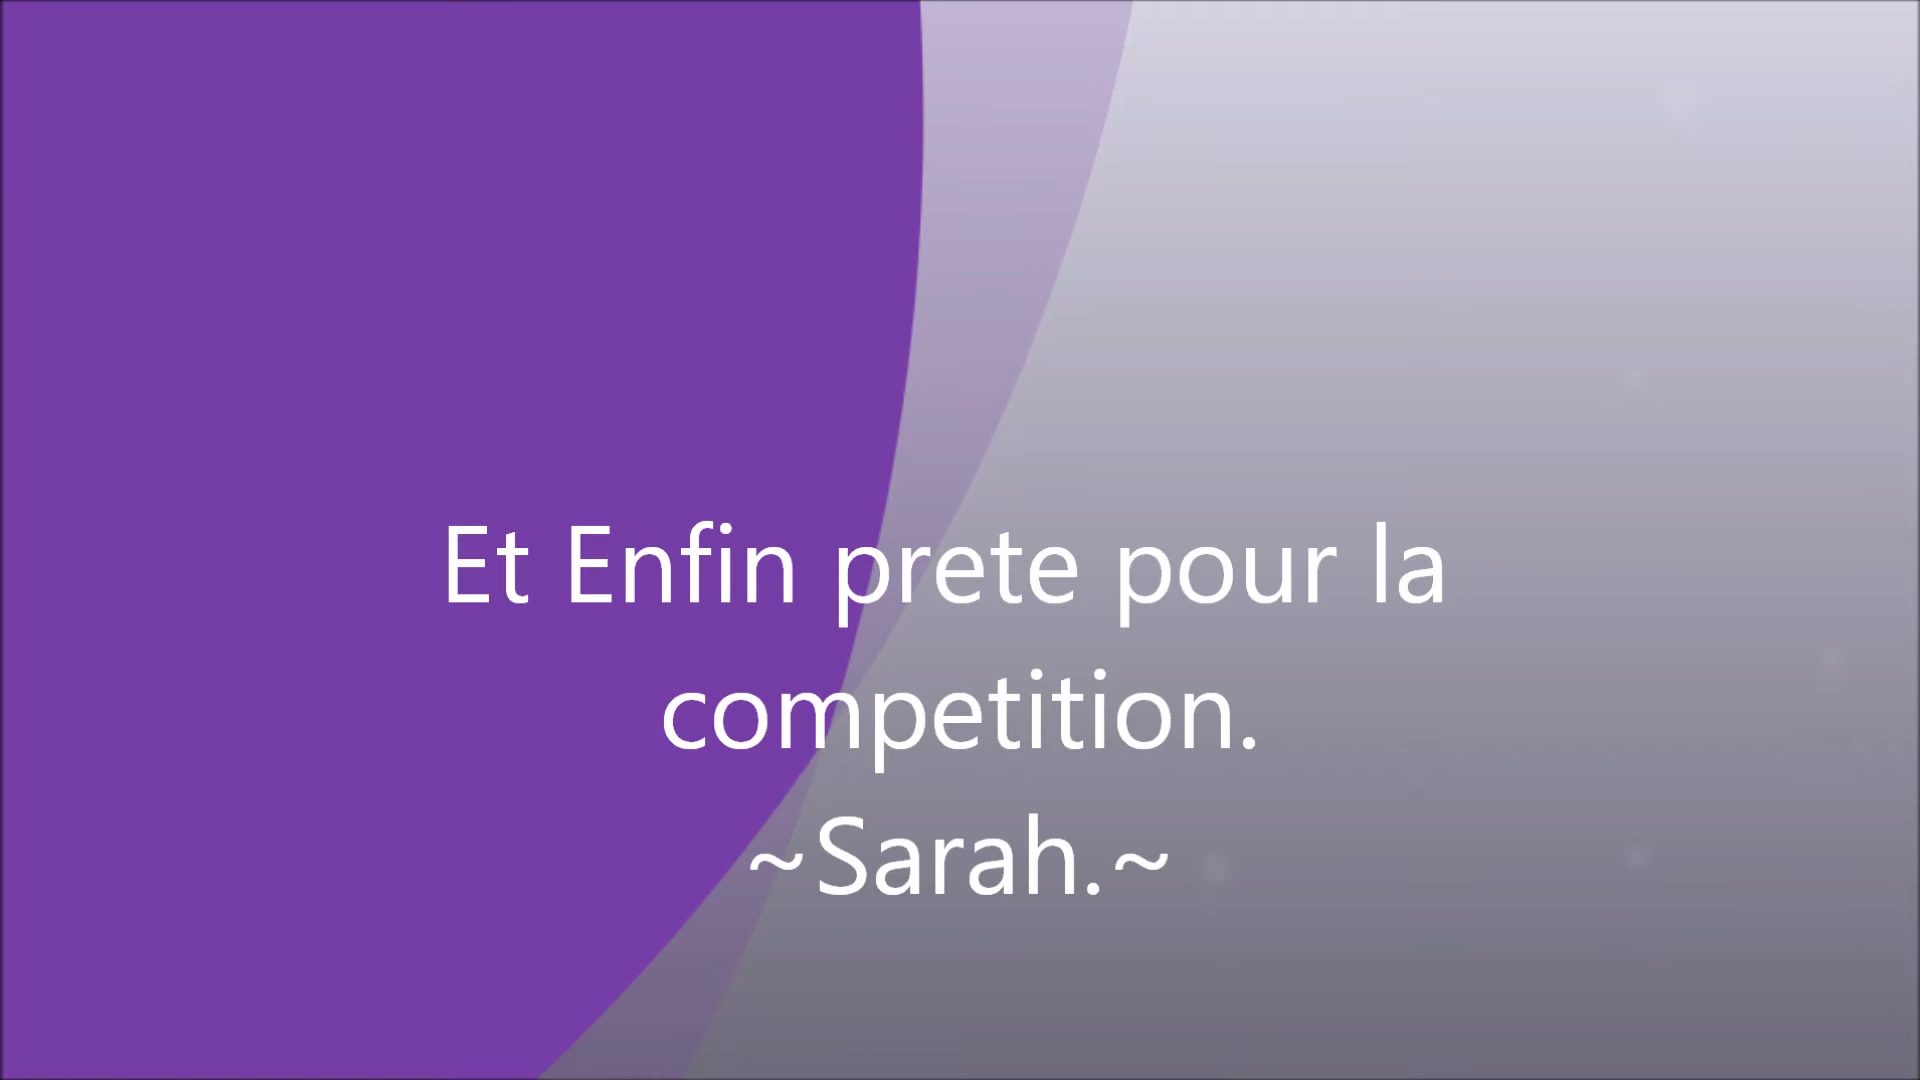 Et Enfin prete pour la
competition.
~Sarah.~